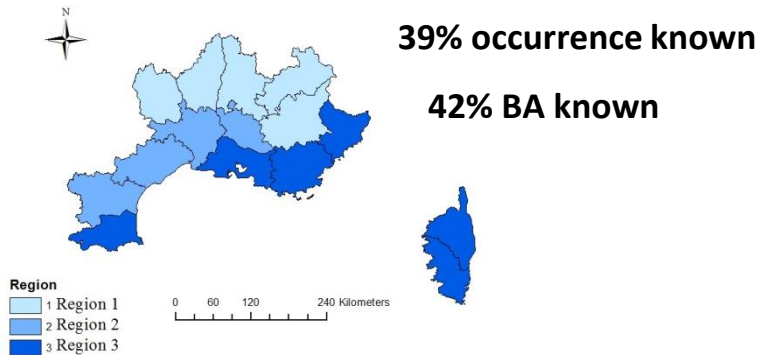 N
39% occurrence known
42% BA known
Region
1 Region 1
2 Region 2
3 Region 3
0 60 120 240 Kilometers